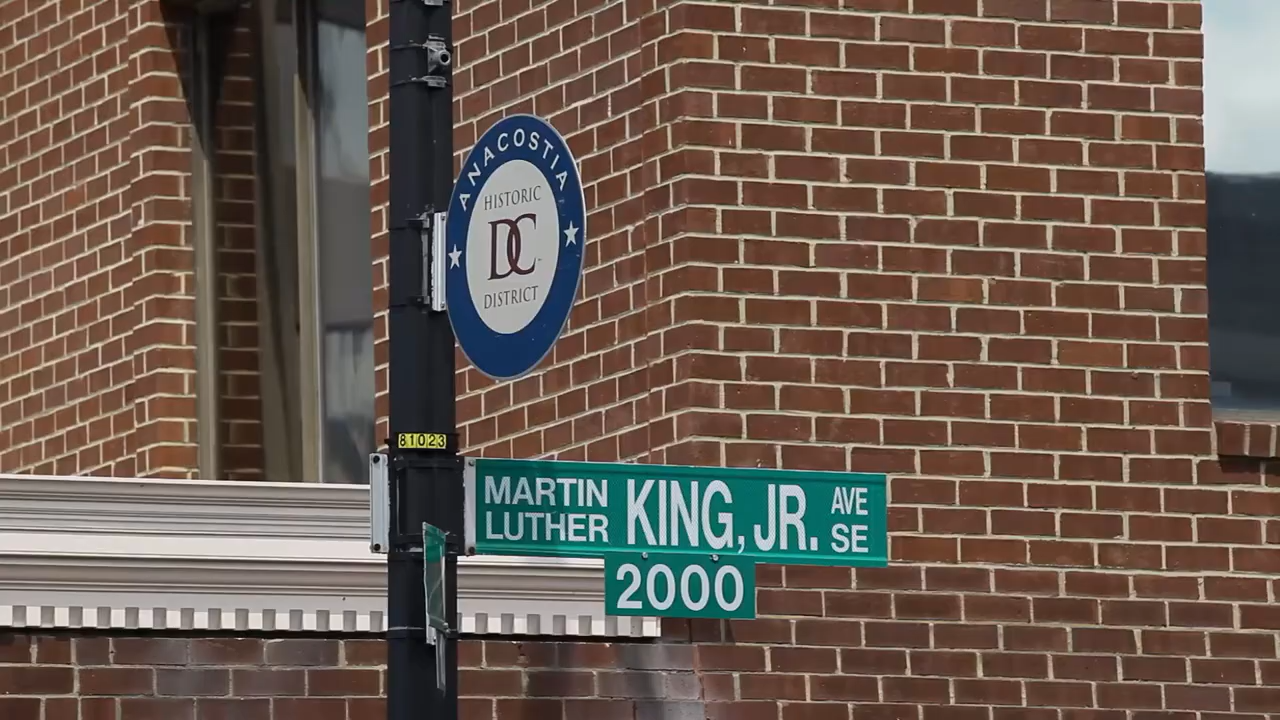 ANACOSTIA
HISTORIC
DC
DISTRICT
81023
MARTIN LUTHER KING, JR. AVE SE
2000